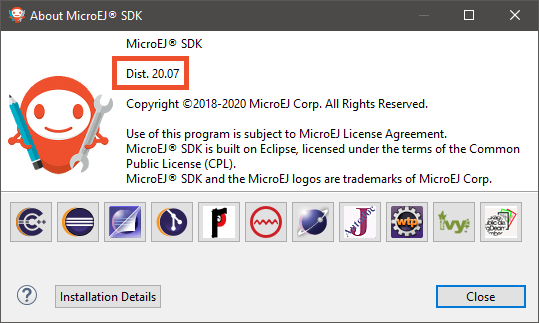 About MicroEJ® SDK
MicroEJ® SDK
Dist. 20.07
Copyright ©2018-2020 MicroEJ Corp. All Rights Reserved.
Use of this program is subject to MicroEJ License Agreement.
MicroEJ® SDK is built on Eclipse, licensed under the terms of the Common
Public License (CPL).
MicroEJ® SDK and the MicroEJ logos are trademarks of MicroEJ Corp.
C++
wtp
ivy
?
Installation Details
Close